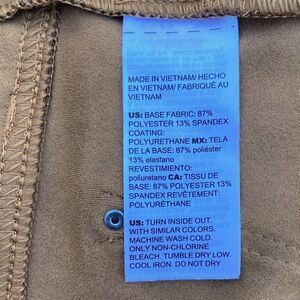 MADE IN VIETNAM/ HECHO
EN VIETNAM/ FABRIQUÉ AU
VIETNAM
US: BASE FABRIC: 87%
POLYESTER 13% SPANDEX
COATING:
POLYURETHANE MX: TELA
DE LA BASE: 87% poliéster
13% elastano
REVESTIMIENTO:
poliuretano CA: TISSU DE
BASE: 87% POLYESTER 13%
SPANDEX REVÊTEMENT:
POLYURÉTHANE
US: TURN INSIDE OUT.
WITH SIMILAR COLORS.
MACHINE WASH COLD.
ONLY NON-CHLORINE
BLEACH. TUMBLE DRY LOW.
COOL IRON. DO NOT DRY